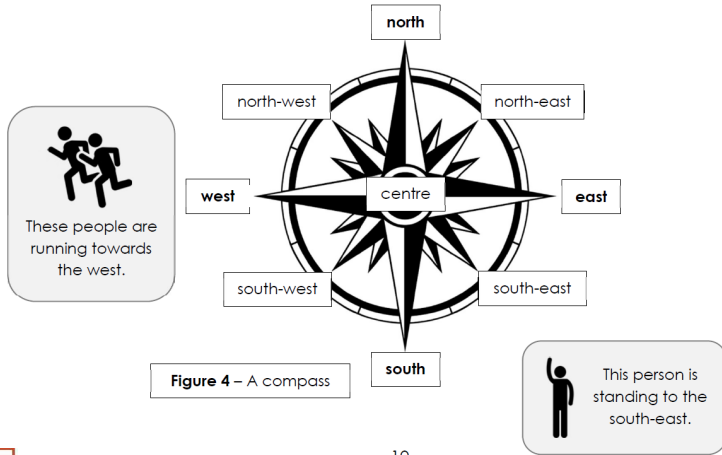 north
north-west
north-east
west
centre
east
These people are
running towards
the west.
south-west
south-east
south
Figure 4 – A compass
This person is
standing to the
south-east.